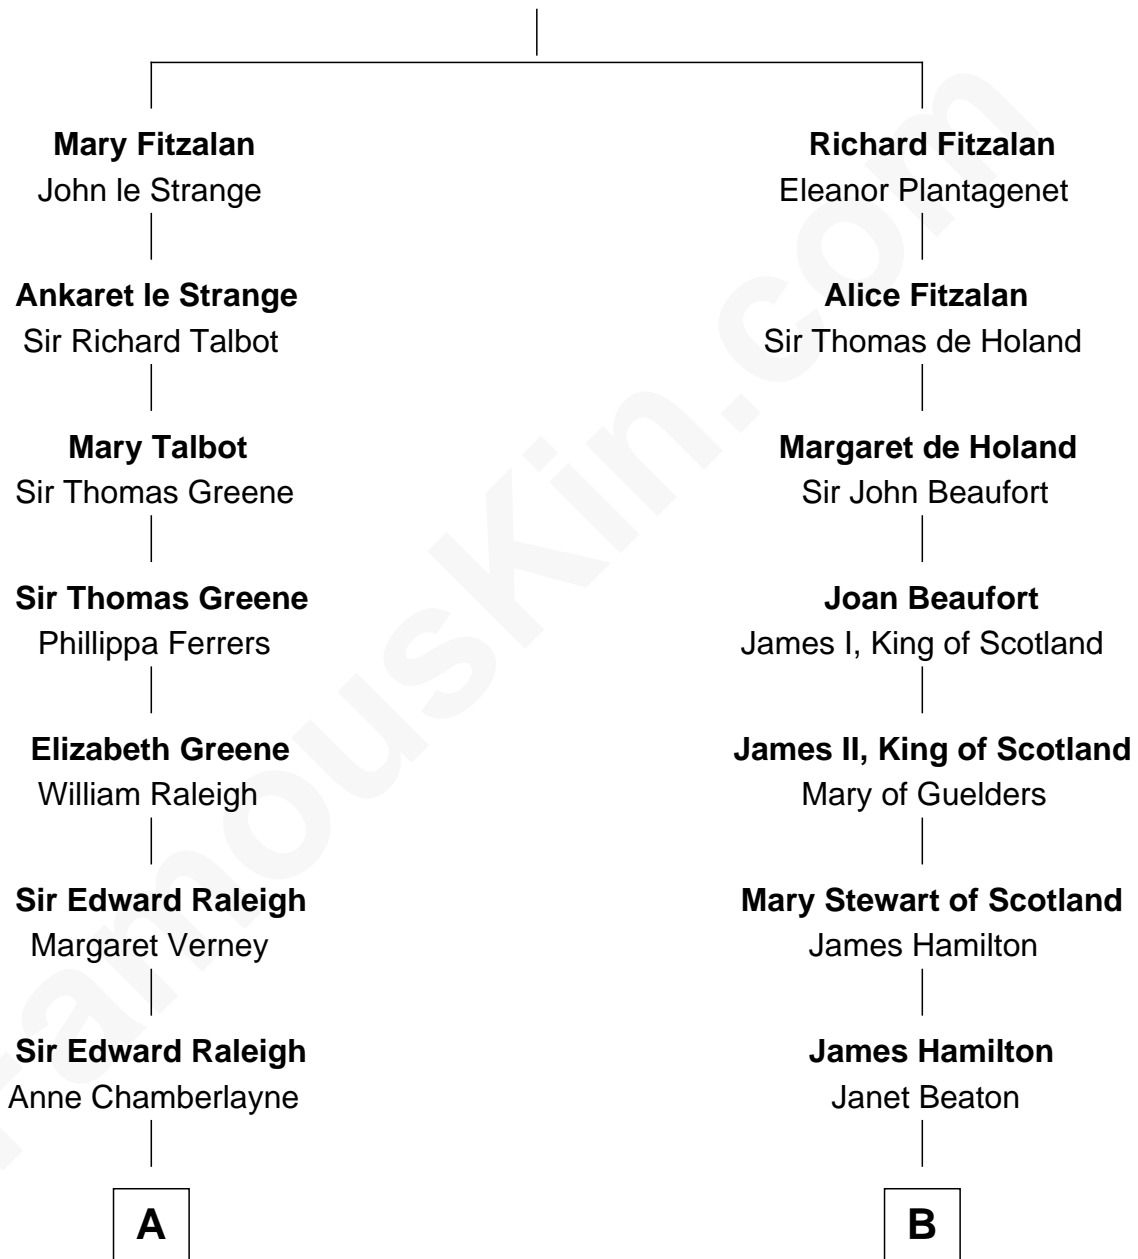 Mary Fitzalan
John le Strange
Ankaret le Strange
Sir Richard Talbot
Mary Talbot
Sir Thomas Greene
Sir Thomas Greene
Phillippa Ferrers
Elizabeth Greene
William Raleigh
Sir Edward Raleigh
Margaret Verney
Sir Edward Raleigh
Anne Chamberlayne
A
Richard Fitzalan
Eleanor Plantagenet
Alice Fitzalan
Sir Thomas de Holand
Margaret de Holand
Sir John Beaufort
Joan Beaufort
James I, King of Scotland
James II, King of Scotland
Mary of Guelders
Mary Stewart of Scotland
James Hamilton
James Hamilton
Janet Beaton
B
FamousKin.com